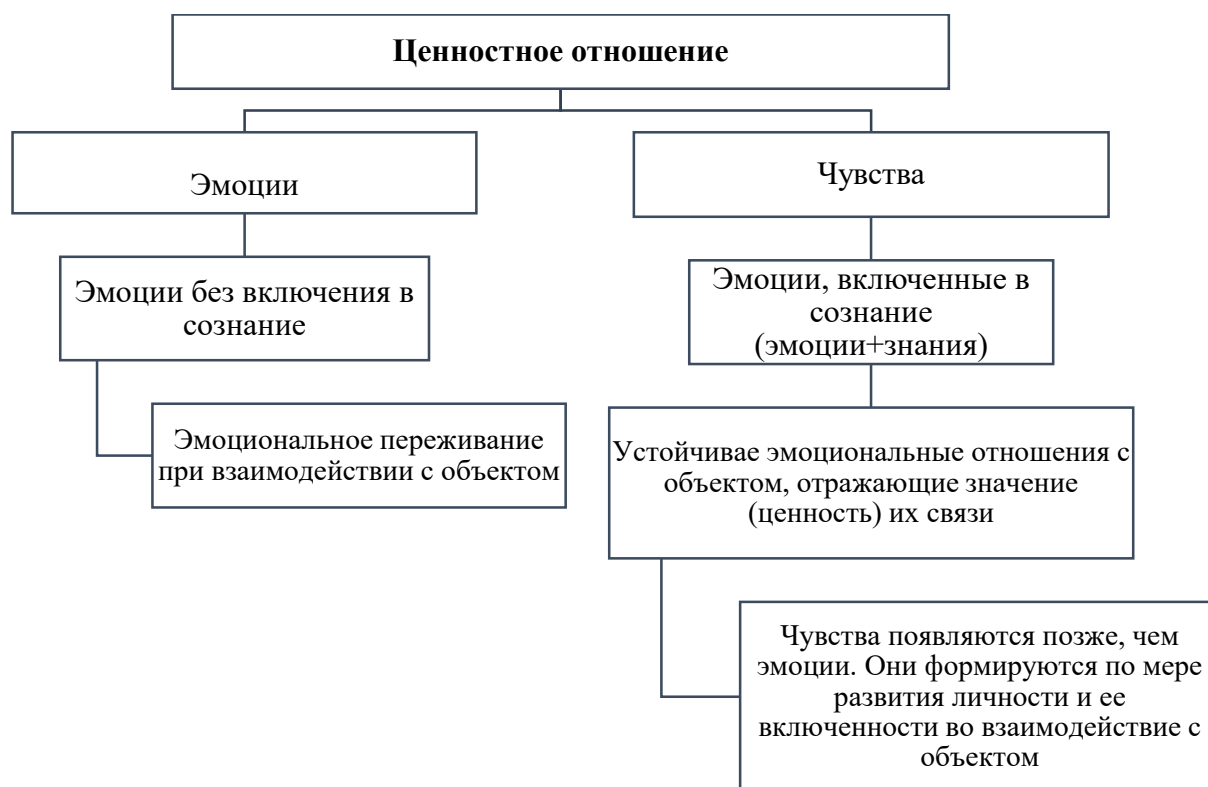 Ценностное отношение
Эмоции
Чувства
Эмоции без включения в
сознание
Эмоции, включенные в
сознание
(эмоции+знания)
Эмоциональное переживание
при взаимодействии с объектом
Устойчивае эмоциональные отношения с
объектом, отражающие значение
(ценность) их связи
Чувства появляются позже, чем
эмоции. Они формируются по мере
развития личности и ее
включенности во взаимодействие с
объектом